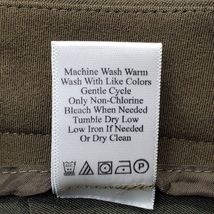 Machine Wash Warm
Wash With Like Colors
Gentle Cycle
Only Non-Chlorine
Bleach When Needed
Tumble Dry Low
Low Iron If Needed
Or Dry Clean